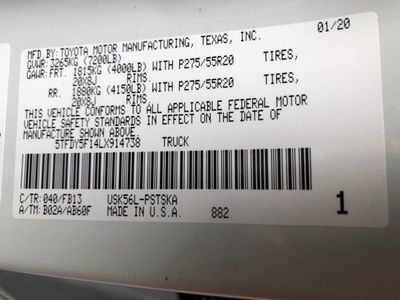 MFD BY: TOYOTA MOTOR MANUFACTURING, TEXAS, INC. 01/20
GVWR: 3265KG (7200LB)
GAWR: FRT. 1815KG (4000LB) WITH P275/55R20 TIRES,
20X8J RIMS,
RR. 1880KG (4150LB) WITH P275/55R20 TIRES,
20X8J RIMS.
THIS VEHICLE CONFORMS TO ALL APPLICABLE FEDERAL MOTOR
VEHICLE SAFETY STANDARDS IN EFFECT ON THE DATE OF
MANUFACTURE SHOWN ABOVE.
5TFDY5F14LX914738 TRUCK
C/TR: 040/FB13 USK56L-PSTSKA
A/TM: B02A/AB60F MADE IN U.S.A. 882 1